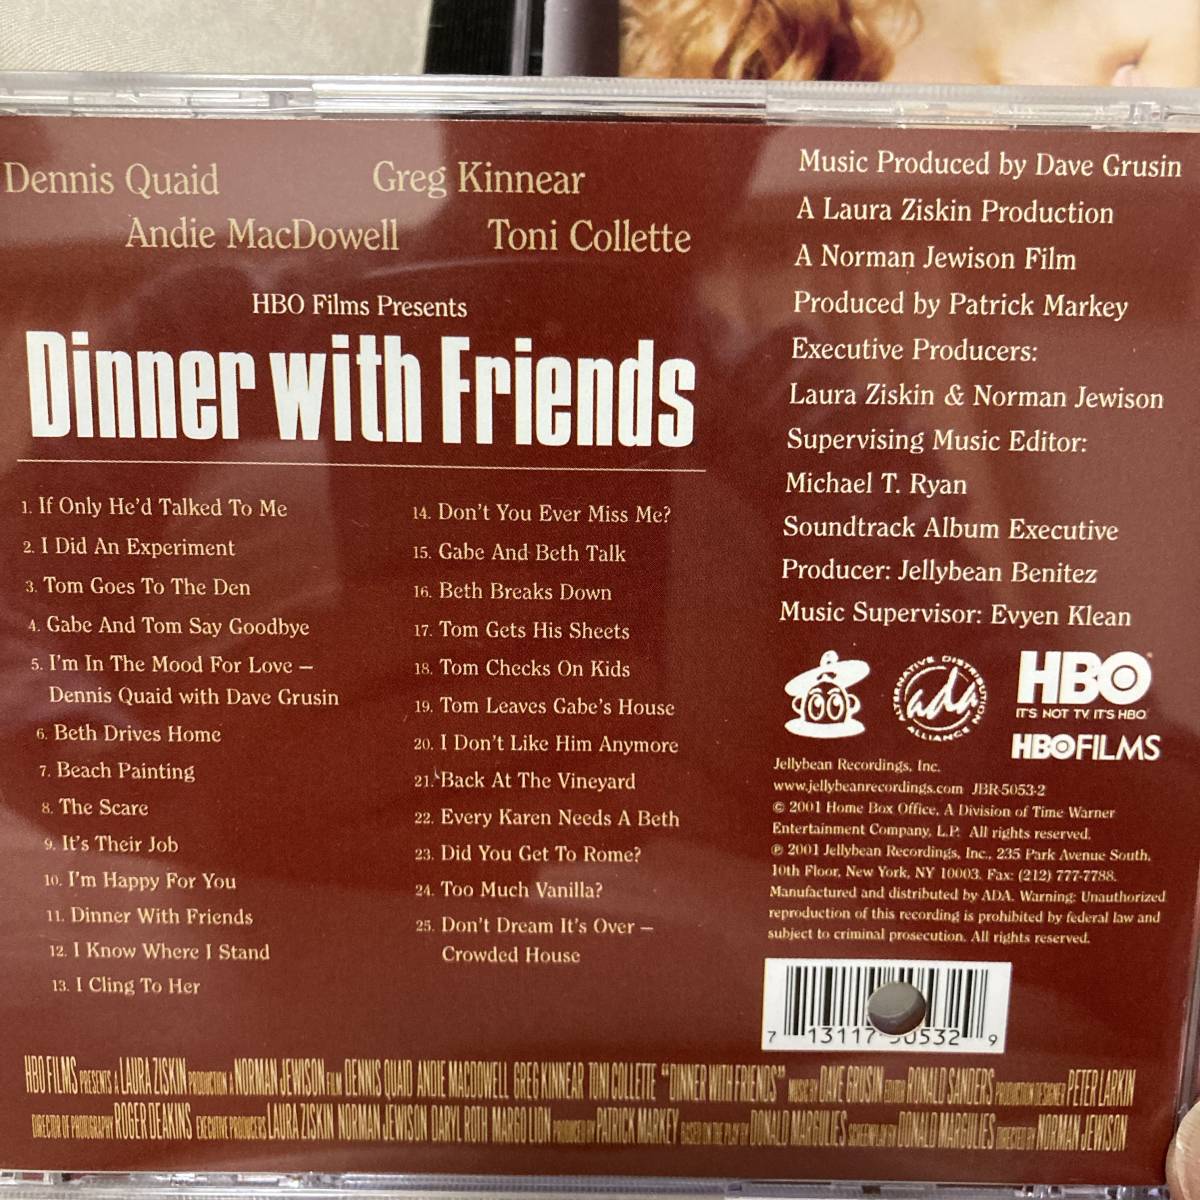 Dennis Quaid
Greg Kinnear
Andie MacDowell
Toni Collette
HBO Films Presents
Dinner with Friends
1. If Only He'd Talked To Me
2. I Did An Experiment
3. Tom Goes To The Den
4. Gabe And Tom Say Goodbye
5. I'm In The Mood For Love –
Dennis Quaid with Dave Grusin
6. Beth Drives Home
7. Beach Painting
8. The Scare
9. It's Their Job
10. I'm Happy For You
11. Dinner With Friends
12. I Know Where I Stand
13. I Cling To Her
14. Don't You Ever Miss Me?
15. Gabe And Beth Talk
16. Beth Breaks Down
17. Tom Gets His Sheets
18. Tom Checks On Kids
19. Tom Leaves Gabe's House
20. I Don't Like Him Anymore
21. Back At The Vineyard
22. Every Karen Needs A Beth
23. Did You Get To Rome?
24. Too Much Vanilla?
25. Don't Dream It's Over –
Crowded House
Music Produced by Dave Grusin
A Laura Ziskin Production
A Norman Jewison Film
Produced by Patrick Markey
Executive Producers:
Laura Ziskin & Norman Jewison
Supervising Music Editor:
Michael T. Ryan
Soundtrack Album Executive
Producer: Jellybean Benitez
Music Supervisor: Evyen Klean
ALTERNATIVE DISTRIBUTION
ada
ALLIANCE
HBO
IT'S NOT TV. IT'S HBO.
HBO FILMS
Jellybean Recordings, Inc.
www.jellybeanrecordings.com JBR-5053-2
© 2001 Home Box Office, A Division of Time Warner
Entertainment Company, L.P. All rights reserved.
℗ 2001 Jellybean Recordings, Inc., 235 Park Avenue South,
10th Floor, New York, NY 10003. Fax: (212) 777-7788.
Manufactured and distributed by ADA. Warning: Unauthorized
reproduction of this recording is prohibited by federal law and
subject to criminal prosecution. All rights reserved.
7 13117 50532 9
HBO FILMS PRESENTS A LAURA ZISKIN PRODUCTION A NORMAN JEWISON FILM DENNIS QUAID ANDIE MACDOWELL GREG KINNEAR TONI COLLETTE "DINNER WITH FRIENDS" MUSIC BY DAVE GRUSIN EDITOR RONALD SANDERS PRODUCTION DESIGNER PETER LARKIN
DIRECTOR OF PHOTOGRAPHY ROGER DEAKINS EXECUTIVE PRODUCERS LAURA ZISKIN NORMAN JEWISON DARYL ROTH MARGO LION PRODUCED BY PATRICK MARKEY BASED ON THE PLAY BY DONALD MARGULIES SCREENPLAY BY DONALD MARGULIES DIRECTED BY NORMAN JEWISON